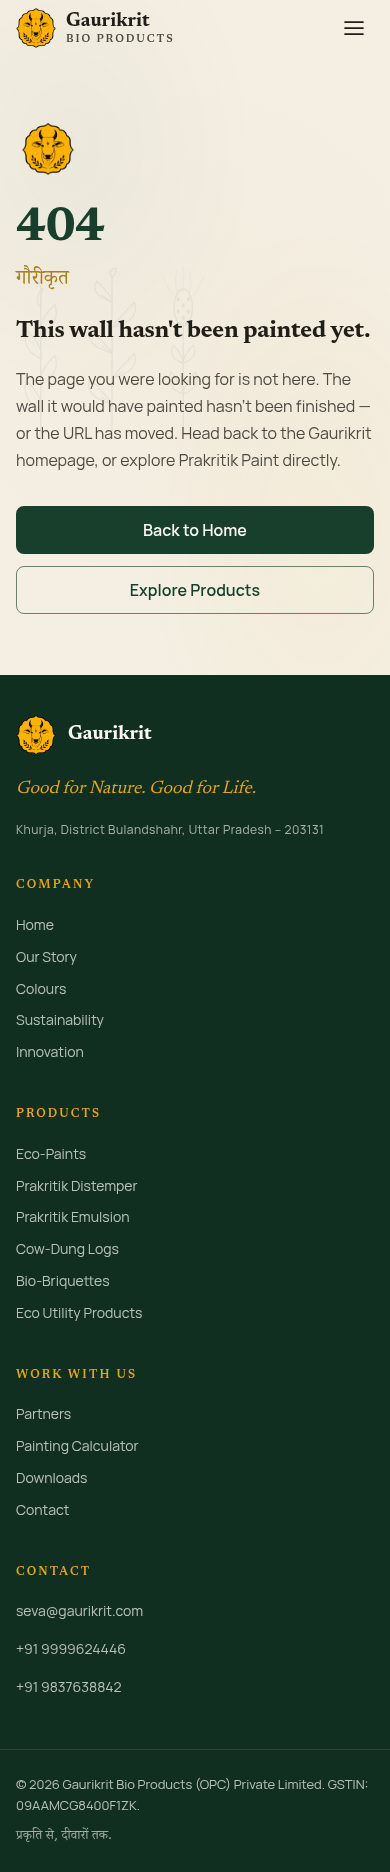 Gaurikrit
BIO PRODUCTS
404
गौरीकृत
This wall hasn't been painted yet.
The page you were looking for is not here. The
wall it would have painted hasn't been finished —
or the URL has moved. Head back to the Gaurikrit
homepage, or explore Prakritik Paint directly.
Back to Home
Explore Products
Gaurikrit
Good for Nature. Good for Life.
Khurja, District Bulandshahr, Uttar Pradesh – 203131
COMPANY
Home
Our Story
Colours
Sustainability
Innovation
PRODUCTS
Eco-Paints
Prakritik Distemper
Prakritik Emulsion
Cow-Dung Logs
Bio-Briquettes
Eco Utility Products
WORK WITH US
Partners
Painting Calculator
Downloads
Contact
CONTACT
seva@gaurikrit.com
+91 9999624446
+91 9837638842
© 2026 Gaurikrit Bio Products (OPC) Private Limited. GSTIN:
09AAMCG8400F1ZK.
प्रकृति से, दीवारों तक.